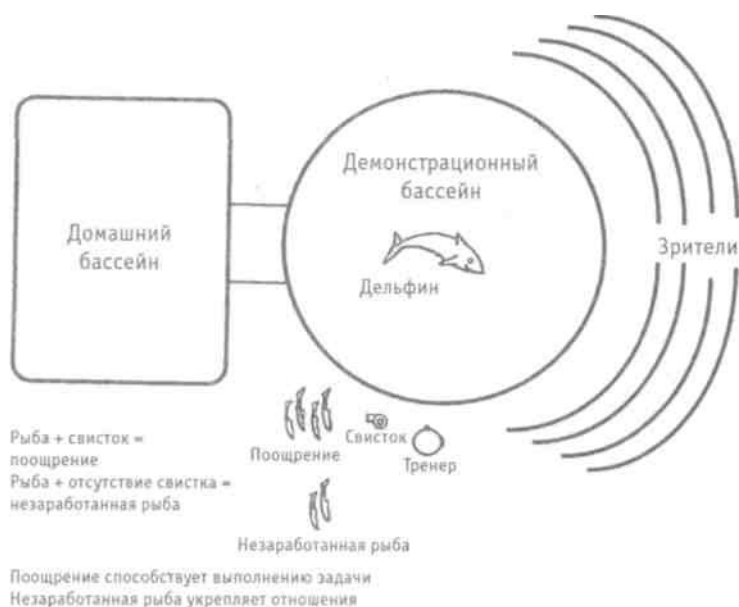 Демонстрационный
бассейн
Домашний
бассейн
Зрители
Дельфин
Рыба + свисток =
поощрение
Рыба + отсутствие свистка =
незаработанная рыба
Поощрение
Свисток
Тренер
Незаработанная рыба
Поощрение способствует выполнению задачи
Незаработанная рыба укрепляет отношения